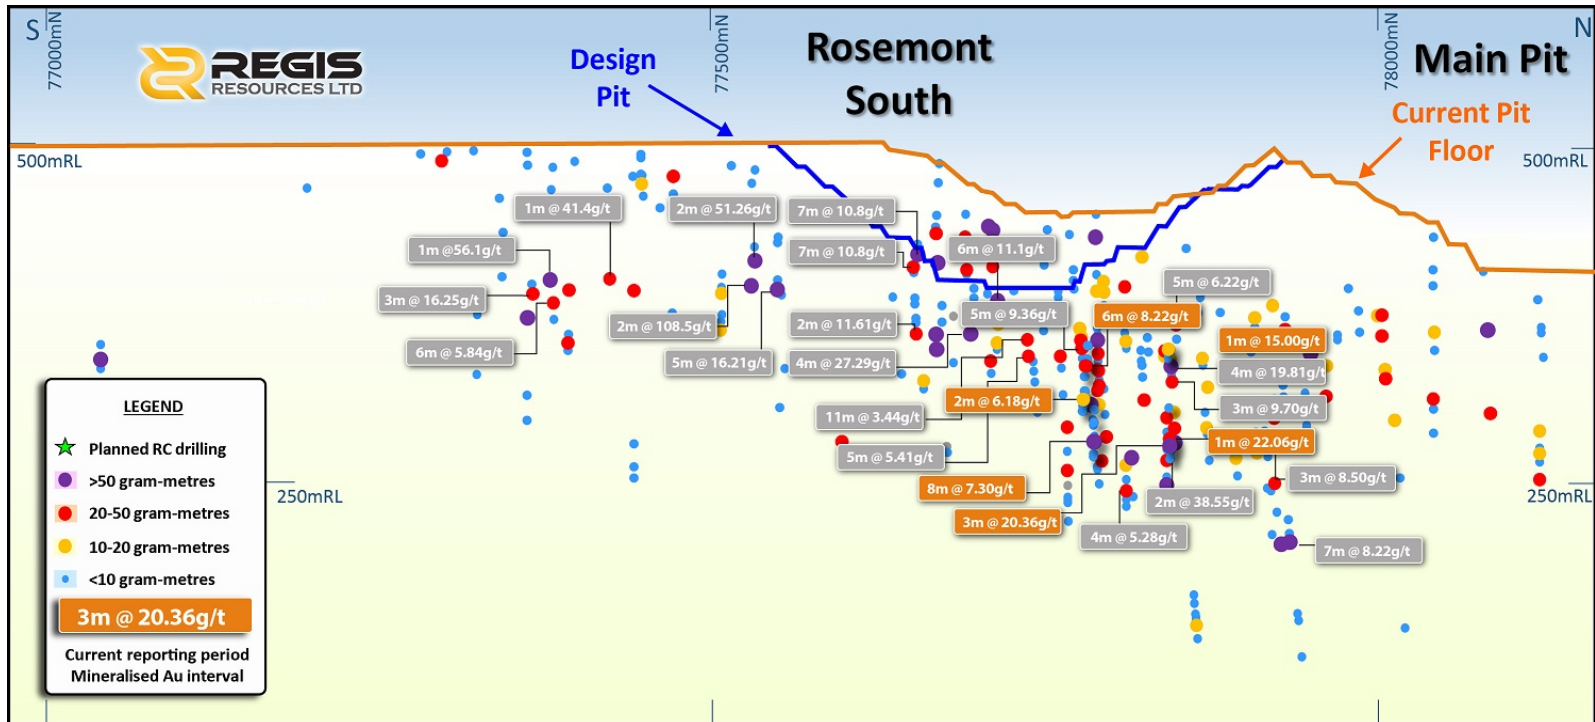 S
77000mN
REGIS
RESOURCES LTD
Design
Pit
77500mN
Rosemont
South
78000mN
N
Main Pit
Current Pit
Floor
500mRL
500mRL
1m @ 41.4g/t
2m @ 51.26g/t
7m @ 10.8g/t
1m @56.1g/t
7m @ 10.8g/t
6m @ 11.1g/t
3m @ 16.25g/t
5m @ 6.22g/t
2m @ 108.5g/t
2m @ 11.61g/t
5m @ 9.36g/t
6m @ 8.22g/t
6m @ 5.84g/t
5m @ 16.21g/t
4m @ 27.29g/t
1m @ 15.00g/t
4m @ 19.81g/t
2m @ 6.18g/t
3m @ 9.70g/t
11m @ 3.44g/t
1m @ 22.06g/t
5m @ 5.41g/t
8m @ 7.30g/t
3m @ 8.50g/t
2m @ 38.55g/t
3m @ 20.36g/t
4m @ 5.28g/t
7m @ 8.22g/t
250mRL
250mRL
LEGEND
Planned RC drilling
>50 gram-metres
20-50 gram-metres
10-20 gram-metres
<10 gram-metres
3m @ 20.36g/t
Current reporting period
Mineralised Au interval